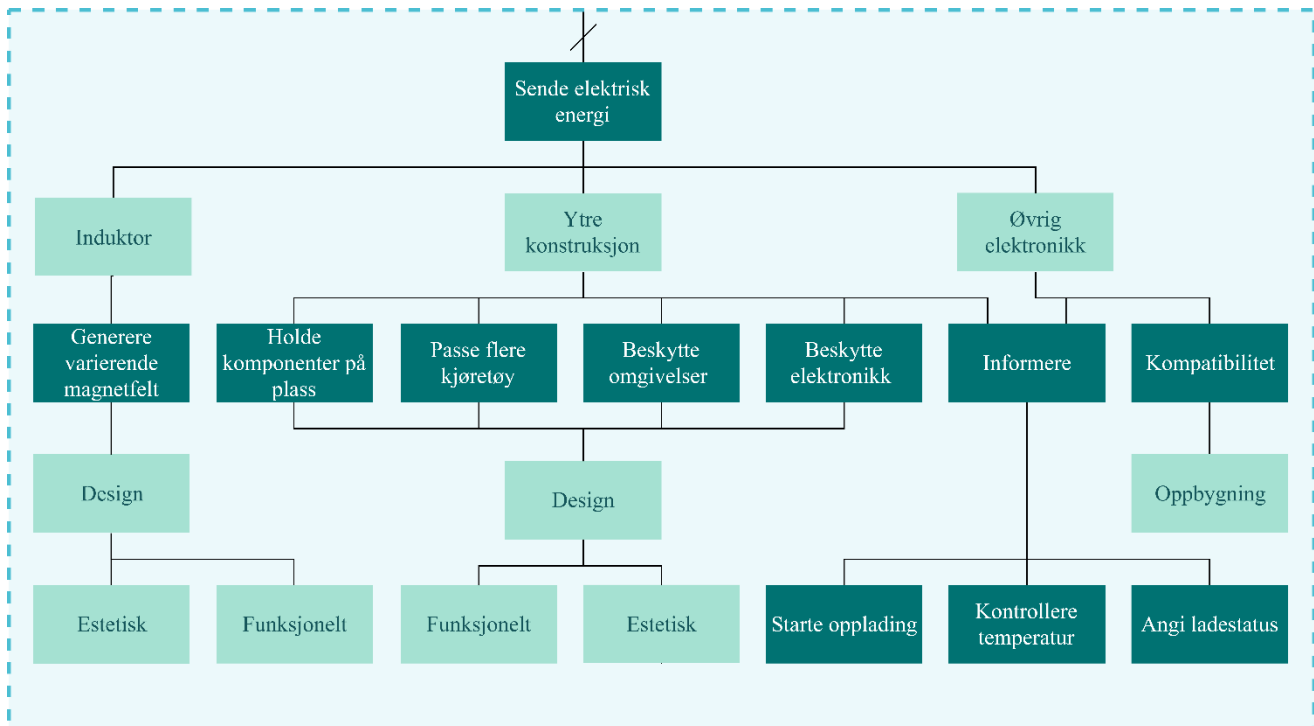 Sende elektrisk
energi
Induktor
Ytre
konstruksjon
Øvrig
elektronikk
Generere
varierende
magnetfelt
Holde
komponenter på
plass
Passe flere
kjøretøy
Beskytte
omgivelser
Beskytte
elektronikk
Informere
Kompatibilitet
Design
Design
Oppbygning
Estetisk
Funksjonelt
Funksjonelt
Estetisk
Starte opplading
Kontrollere
temperatur
Angi ladestatus